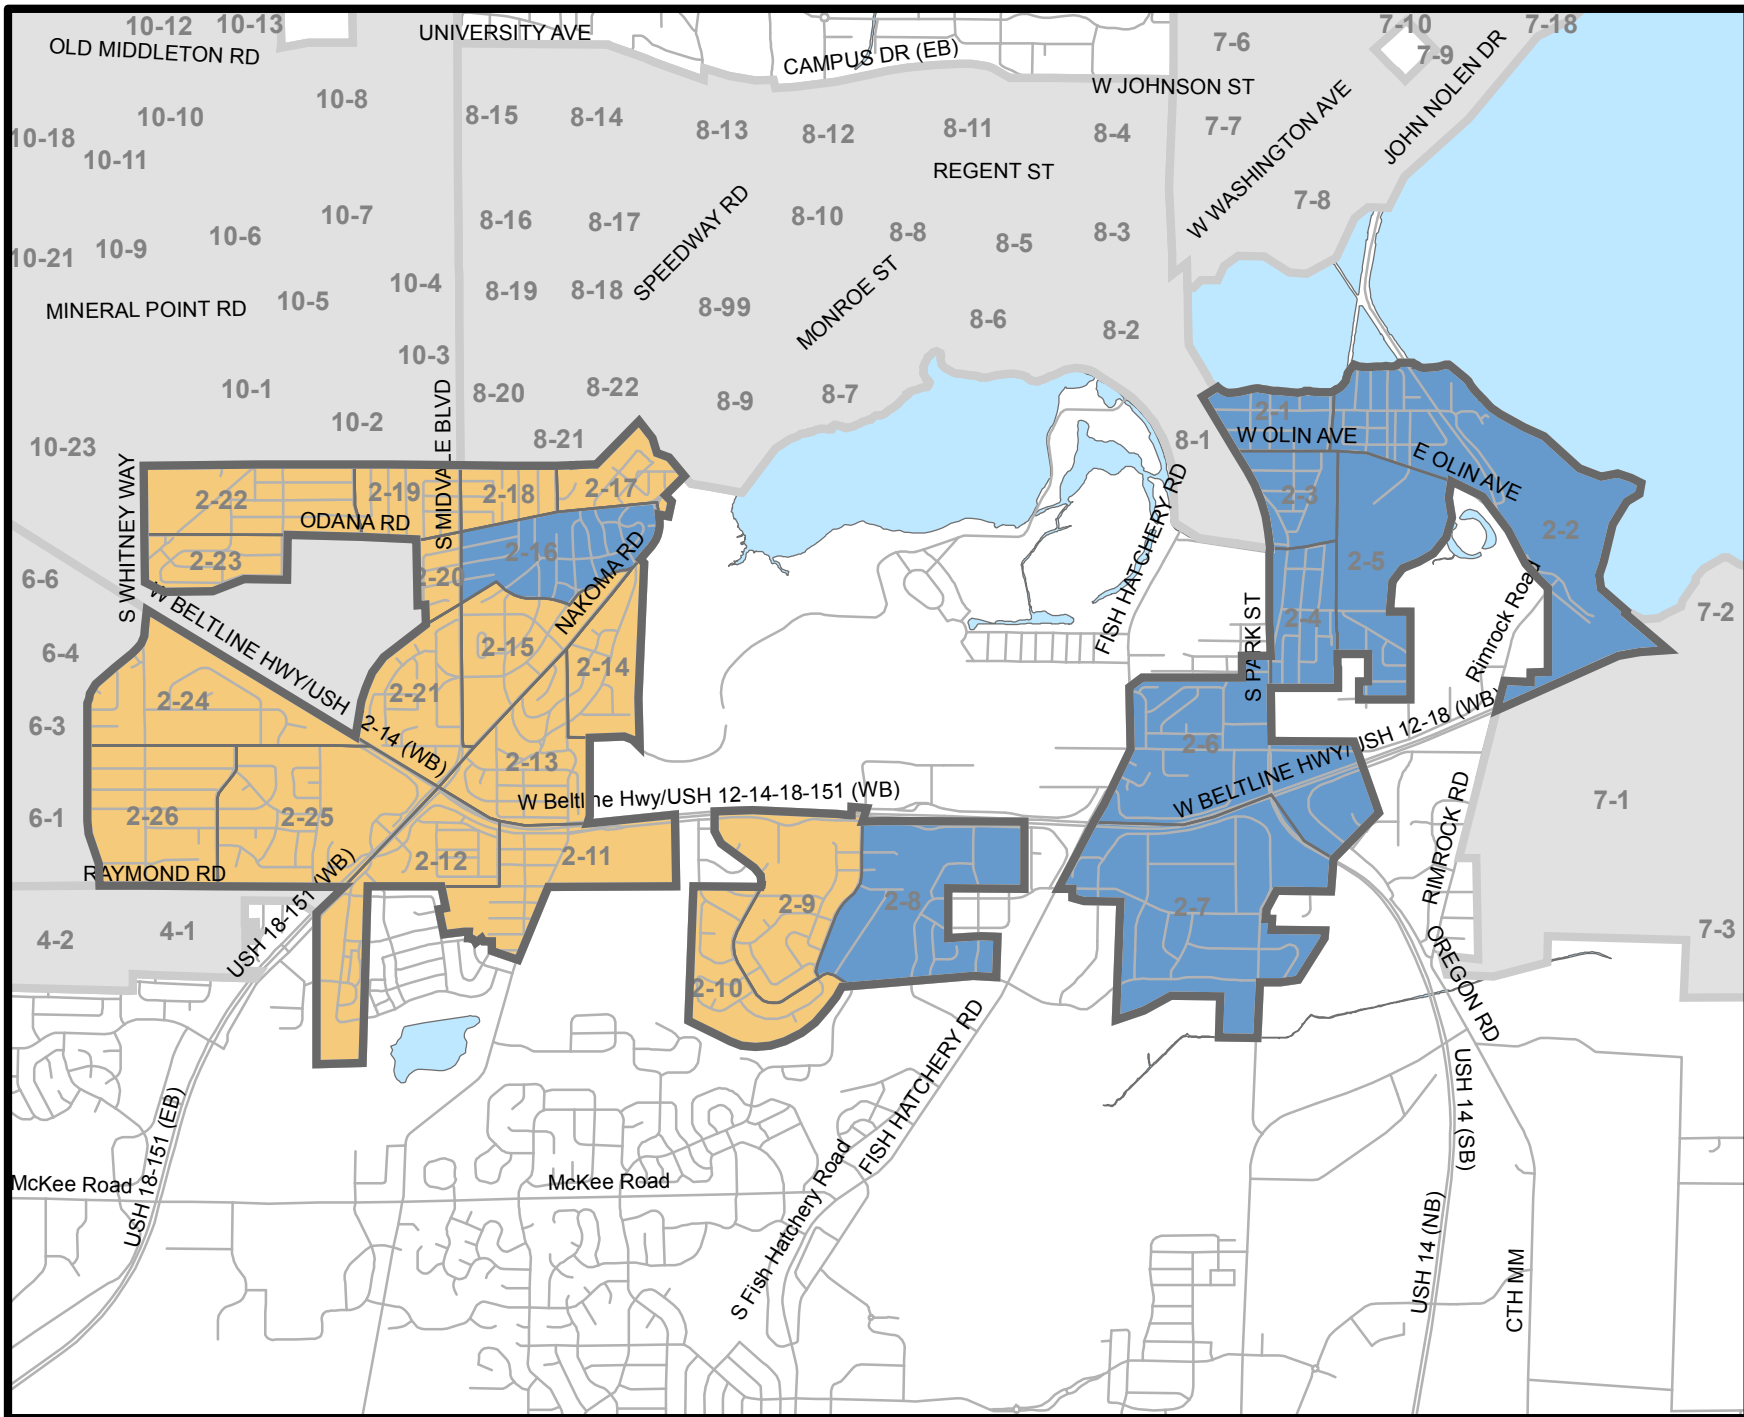 10-12
10-13
UNIVERSITY AVE
7-10
7-18
OLD MIDDLETON RD
CAMPUS DR (EB)
7-6
7-9
JOHN NOLEN DR
W JOHNSON ST
10-8
10-10
8-15
8-14
8-13
8-12
8-11
8-4
7-7
W WASHINGTON AVE
10-18
10-11
REGENT ST
7-8
10-7
10-6
10-9
10-21
8-16
8-17
SPEEDWAY RD
8-10
8-8
8-5
8-3
10-4
10-5
MINERAL POINT RD
8-19
8-18
8-99
MONROE ST
8-6
8-2
10-3
10-1
10-2
10-23
S MIDVALE BLVD
8-20
8-22
8-21
8-9
8-7
8-1
2-1
W OLIN AVE
E OLIN AVE
S WHITNEY WAY
2-22
2-19
2-18
2-17
ODANA RD
2-23
2-20
2-16
NAKOMA RD
FISH HATCHERY RD
2-3
2-5
2-2
2-4
S PARK ST
Rimrock Road
7-2
6-6
W BELTLINE HWY/USH
2-14 (WB)
6-4
2-24
2-21
2-15
2-14
6-3
2-13
2-6
W BELTLINE HWY/USH 12-18 (WB)
W Beltline Hwy/USH 12-14-18-151 (WB)
6-1
2-26
2-25
2-12
2-11
7-1
RIMROCK RD
RAYMOND RD
USH 18-151 (WB)
2-9
2-8
2-7
4-2
4-1
7-3
OREGON RD
2-10
FISH HATCHERY RD
USH 14 (SB)
USH 18-151 (EB)
McKee Road
McKee Road
S Fish Hatchery Road
USH 14 (NB)
CTH MM